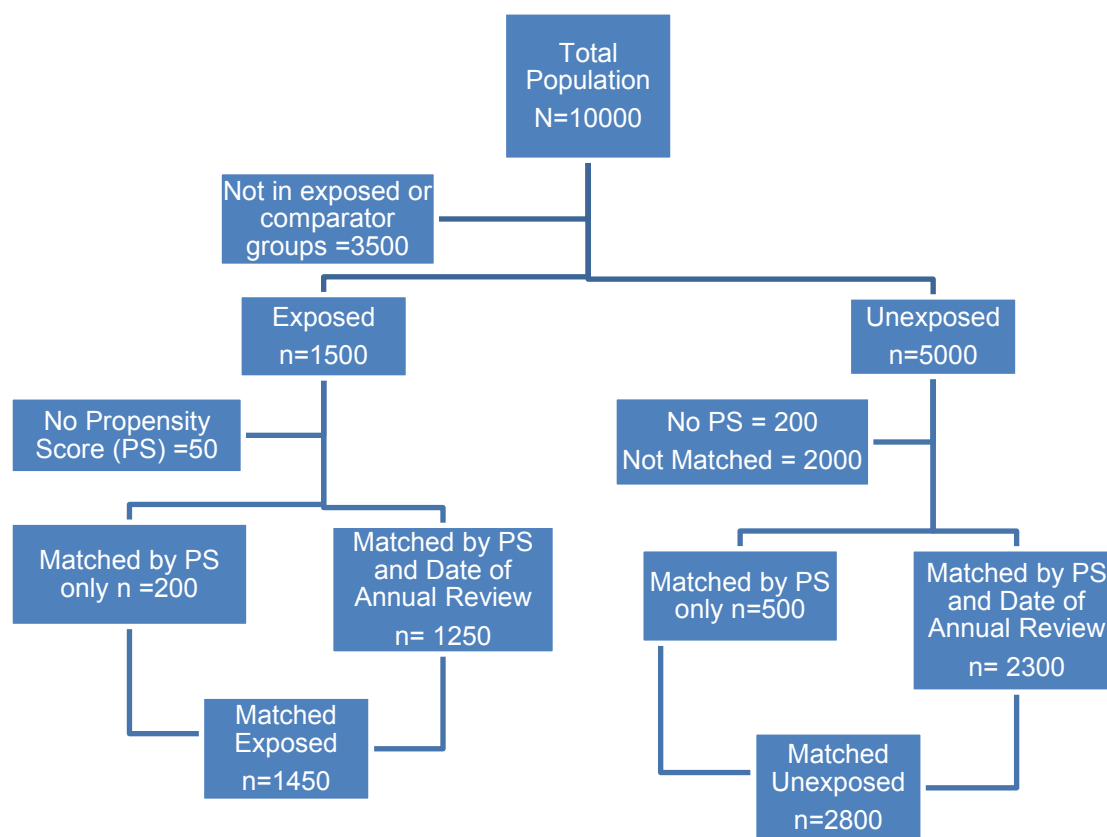 Total
Population
N=10000
Not in exposed or
comparator
groups =3500
Exposed
n=1500
Unexposed
n=5000
No Propensity
Score (PS) =50
No PS = 200
Not Matched = 2000
Matched by PS
only n =200
Matched by PS
and Date of
Annual Review
n= 1250
Matched by PS
only n=500
Matched by PS
and Date of
Annual Review
n= 2300
Matched
Exposed
n=1450
Matched
Unexposed
n=2800